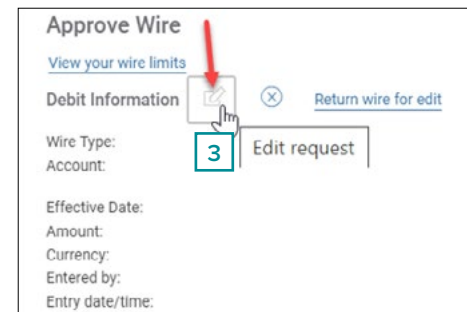 Approve Wire
View your wire limits
Debit Information
Return wire for edit
3
Edit request
Wire Type:
Account:
Effective Date:
Amount:
Currency:
Entered by:
Entry date/time: